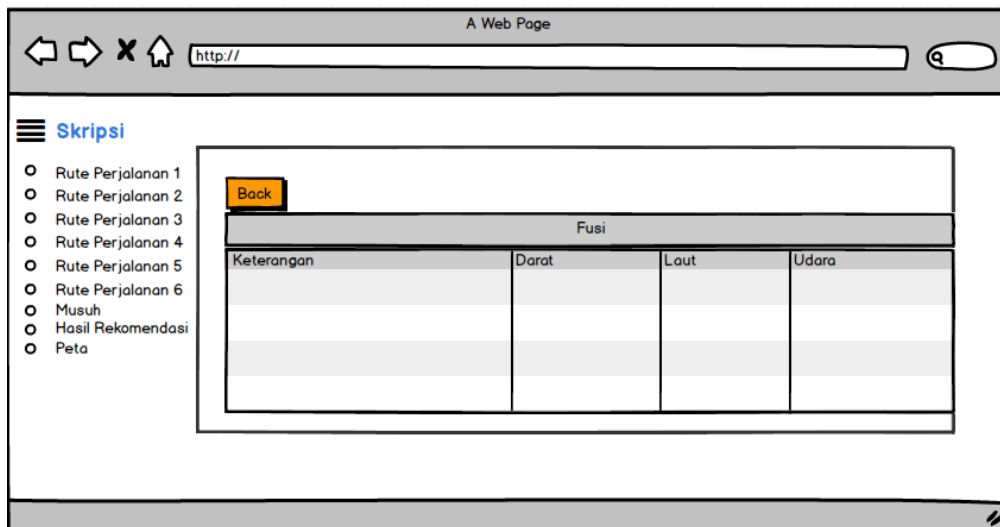 A Web Page
http://
Skripsi
Rute Perjalanan 1
Rute Perjalanan 2
Rute Perjalanan 3
Rute Perjalanan 4
Rute Perjalanan 5
Rute Perjalanan 6
Musuh
Hasil Rekomendasi
Peta
Back
Fusi
Keterangan Darat Laut Udara